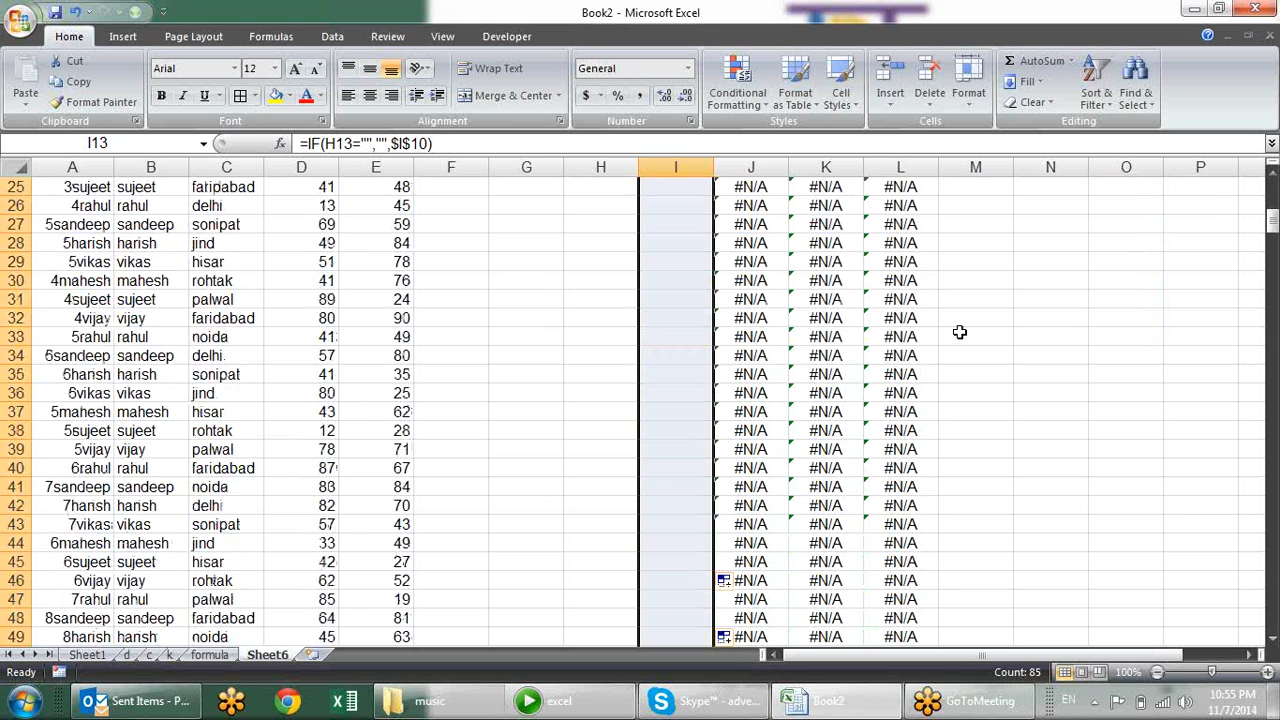 Book2 - Microsoft Excel
Home Insert Page Layout Formulas Data Review View Developer
Paste Cut Copy Format Painter
Arial 12
B I U
Wrap Text
Merge & Center
General
$ % ,
Conditional Formatting Format as Table Cell Styles
Insert Delete Format
Σ AutoSum Fill Clear
Sort & Filter Find & Select
Clipboard Font Alignment Number Styles Cells Editing
I13 fx =IF(H13="","",$I$10)
A B C D E F G H I J K L M N O P
25 3sujeet sujeet faripabad 41 48 #N/A #N/A #N/A
26 4rahul rahul delhi 13 45 #N/A #N/A #N/A
27 5sandeep sandeep sonipat 69 59 #N/A #N/A #N/A
28 5harish harish jind 49 84 #N/A #N/A #N/A
29 5vikas vikas hisar 51 78 #N/A #N/A #N/A
30 4mahesh mahesh rohtak 41 76 #N/A #N/A #N/A
31 4sujeet sujeet palwal 89 24 #N/A #N/A #N/A
32 4vijay vijay faridabad 80 90 #N/A #N/A #N/A
33 5rahul rahul noida 41 49 #N/A #N/A #N/A
34 6sandeep sandeep delhi 57 80 #N/A #N/A #N/A
35 6harish harish sonipat 41 35 #N/A #N/A #N/A
36 6vikas vikas jind 80 25 #N/A #N/A #N/A
37 5mahesh mahesh hisar 43 62 #N/A #N/A #N/A
38 5sujeet sujeet rohtak 12 28 #N/A #N/A #N/A
39 5vijay vijay palwal 78 71 #N/A #N/A #N/A
40 6rahul rahul faridabad 87 67 #N/A #N/A #N/A
41 7sandeep sandeep noida 83 84 #N/A #N/A #N/A
42 7harish harish delhi 82 70 #N/A #N/A #N/A
43 7vikas vikas sonipat 57 43 #N/A #N/A #N/A
44 6mahesh mahesh jind 33 49 #N/A #N/A #N/A
45 6sujeet sujeet hisar 42 27 #N/A #N/A #N/A
46 6vijay vijay rohtak 62 52 #N/A #N/A #N/A
47 7rahul rahul palwal 85 19 #N/A #N/A #N/A
48 8sandeep sandeep faridabad 64 81 #N/A #N/A #N/A
49 8harish harish noida 45 63 #N/A #N/A #N/A
Sheet1 d c k formula Sheet6
Ready Count: 85 100%
Sent Items - P... music excel Skype™ - adve... Book2 GoToMeeting EN 10:55 PM
11/7/2014